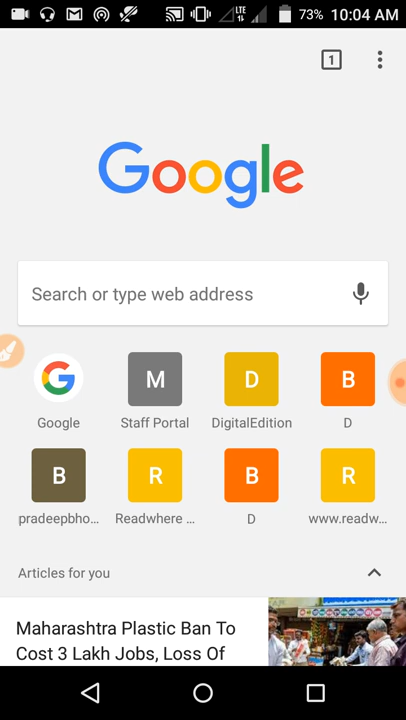 LTE 73% 10:04 AM
1
Google
Search or type web address
G M D B
Google Staff Portal DigitalEdition D
B R B R
pradeepbho... Readwhere ... D www.readw...
Articles for you
Maharashtra Plastic Ban To
Cost 3 Lakh Jobs, Loss Of